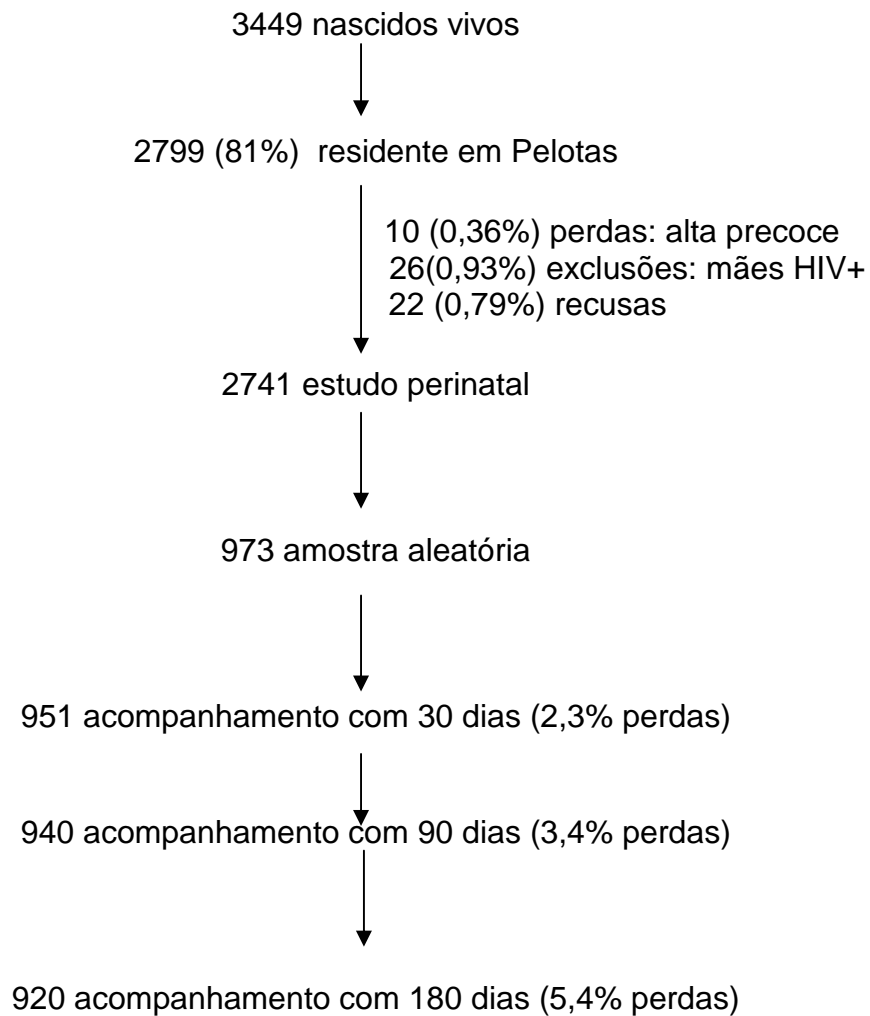 3449 nascidos vivos
2799 (81%) residente em Pelotas
10 (0,36%) perdas: alta precoce
26(0,93%) exclusões: mães HIV+
22 (0,79%) recusas
2741 estudo perinatal
973 amostra aleatória
951 acompanhamento com 30 dias (2,3% perdas)
940 acompanhamento com 90 dias (3,4% perdas)
920 acompanhamento com 180 dias (5,4% perdas)